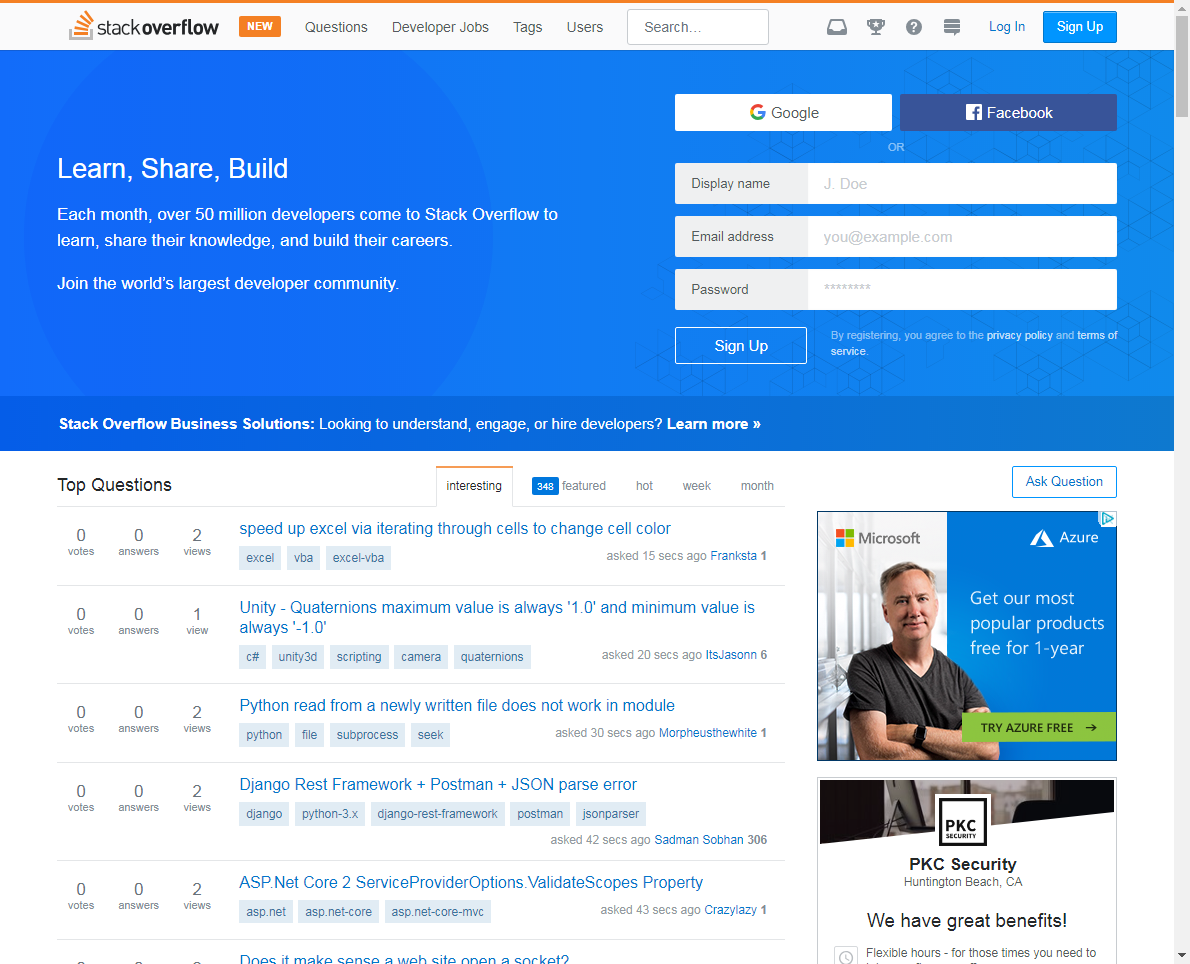 stackoverflow NEW Questions Developer Jobs Tags Users Search… Log In Sign Up
Google Facebook
OR
Learn, Share, Build
Each month, over 50 million developers come to Stack Overflow to
learn, share their knowledge, and build their careers.
Join the world’s largest developer community.
Display name J. Doe
Email address you@example.com
Password ********
Sign Up
By registering, you agree to the privacy policy and terms of
service.
Stack Overflow Business Solutions: Looking to understand, engage, or hire developers? Learn more »
Top Questions interesting 348 featured hot week month
Ask Question
0 votes 0 answers 2 views
speed up excel via iterating through cells to change cell color
excel vba excel-vba
asked 15 secs ago Franksta 1
0 votes 0 answers 1 view
Unity - Quaternions maximum value is always '1.0' and minimum value is
always '-1.0'
c# unity3d scripting camera quaternions
asked 20 secs ago ItsJasonn 6
0 votes 0 answers 2 views
Python read from a newly written file does not work in module
python file subprocess seek
asked 30 secs ago Morpheusthewhite 1
0 votes 0 answers 2 views
Django Rest Framework + Postman + JSON parse error
django python-3.x django-rest-framework postman jsonparser
asked 42 secs ago Sadman Sobhan 306
0 votes 0 answers 2 views
ASP.Net Core 2 ServiceProviderOptions.ValidateScopes Property
asp.net asp.net-core asp.net-core-mvc
asked 43 secs ago Crazylazy 1
Does it make sense a web site open a socket?
Microsoft Azure
Get our most
popular products
free for 1-year
TRY AZURE FREE →
PKC
SECURITY
PKC Security
Huntington Beach, CA
We have great benefits!
Flexible hours - for those times you need to